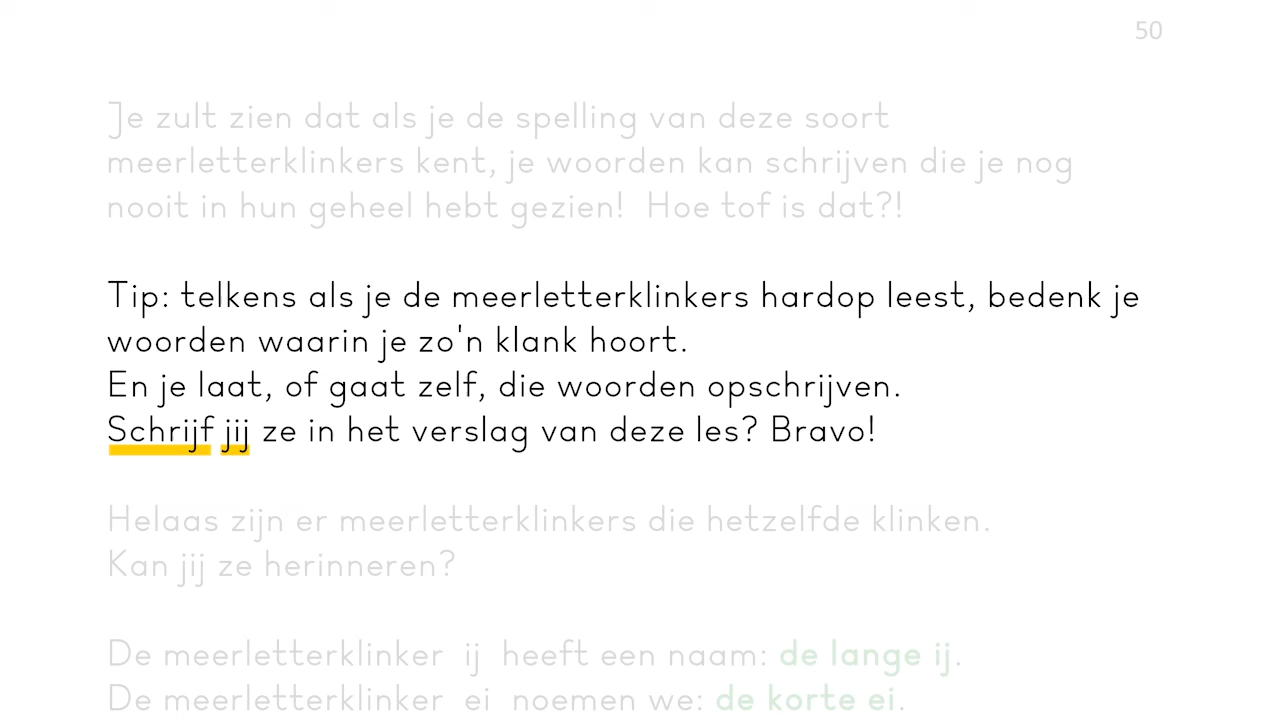 50
Je zult zien dat als je de spelling van deze soort
meerletterklinkers kent, je woorden kan schrijven die je nog
nooit in hun geheel hebt gezien!  Hoe tof is dat?!
Tip: telkens als je de meerletterklinkers hardop leest, bedenk je
woorden waarin je zo'n klank hoort.
En je laat, of gaat zelf, die woorden opschrijven.
Schrijf jij ze in het verslag van deze les? Bravo!
Helaas zijn er meerletterklinkers die hetzelfde klinken.
Kan jij ze herinneren?
De meerletterklinker  ij  heeft een naam: de lange ij.
De meerletterklinker  ei  noemen we: de korte ei.